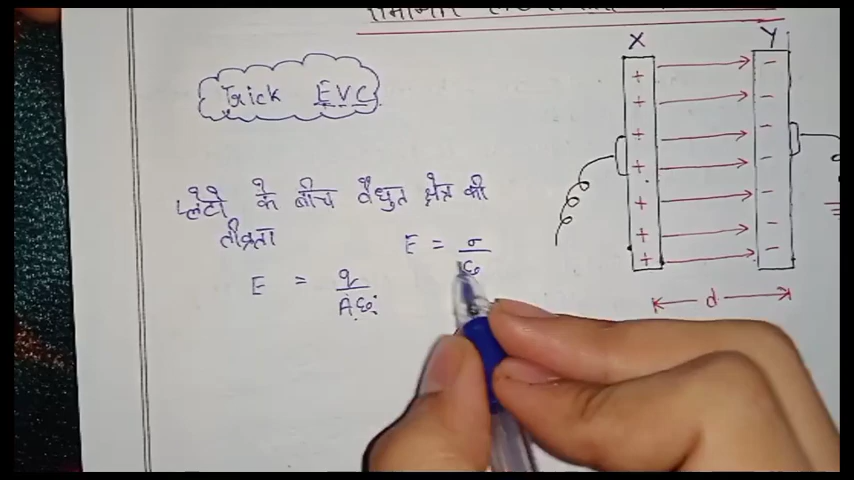 X Y
Trick EVC
प्लेटो के बीच वैधुत क्षेत्र की
तीव्रता
E = σ/ε₀
E = q/Aε₀
d